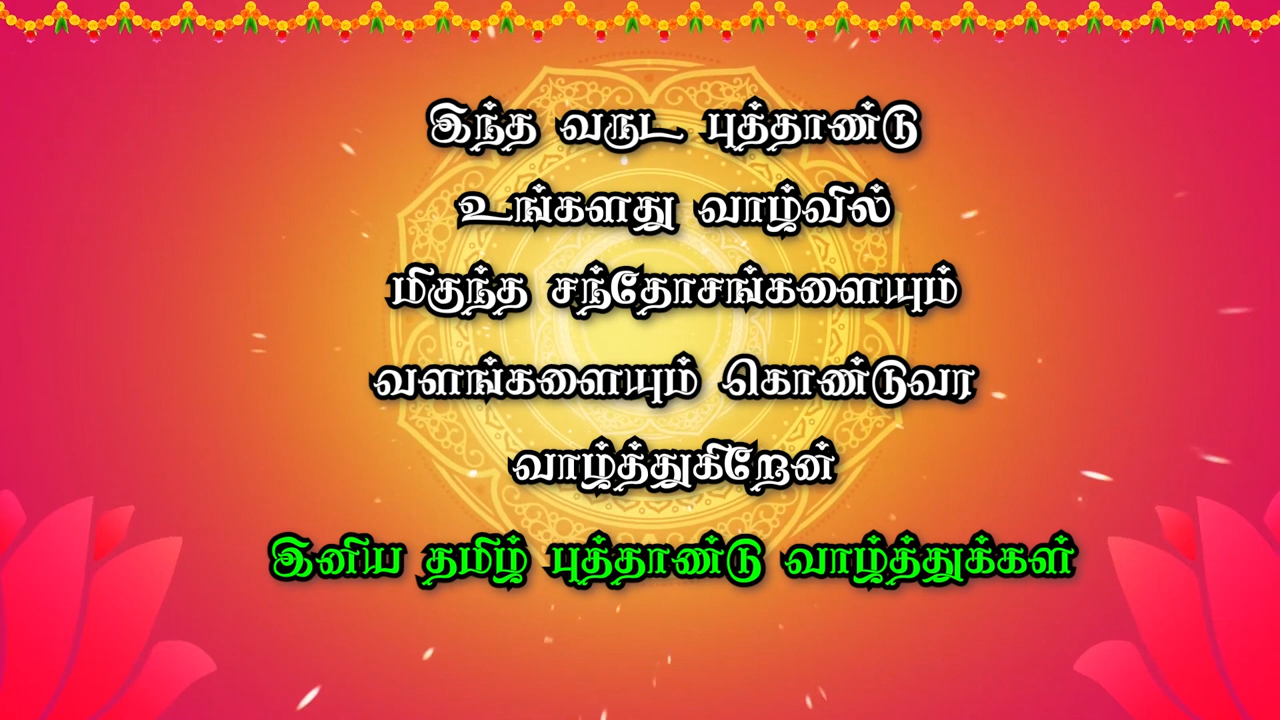 இந்த வருட புத்தாண்டு
உங்களது வாழ்வில்
மிகுந்த சந்தோசங்களையும்
வளங்களையும் கொண்டுவர
வாழ்த்துகிறேன்
இனிய தமிழ் புத்தாண்டு வாழ்த்துக்கள்